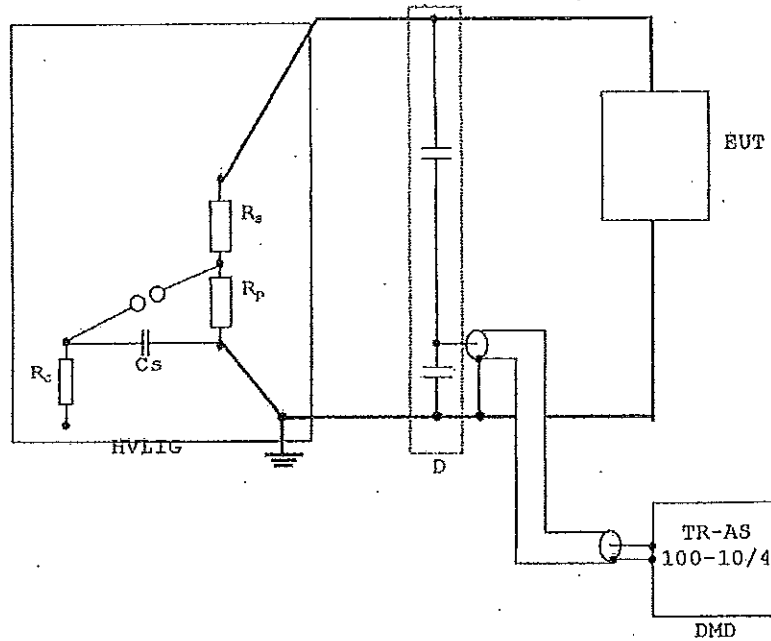 EUT
Rs
Rp
Cs
Rc
HVLIG
D
TR-AS
100-10/4
DMD